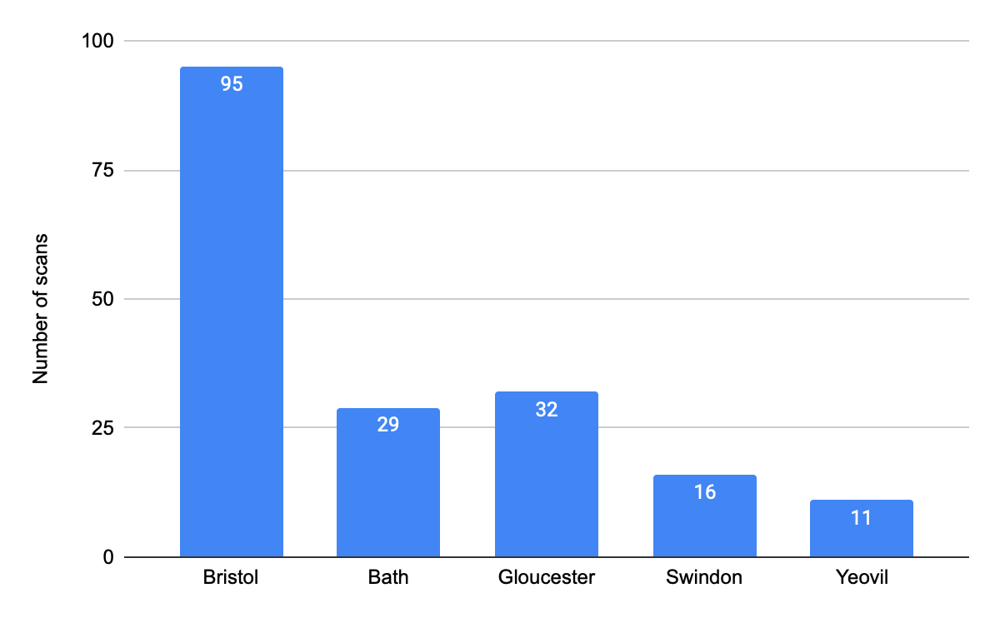 100
75
50
25
0
Number of scans
95
29
32
16
11
Bristol
Bath
Gloucester
Swindon
Yeovil